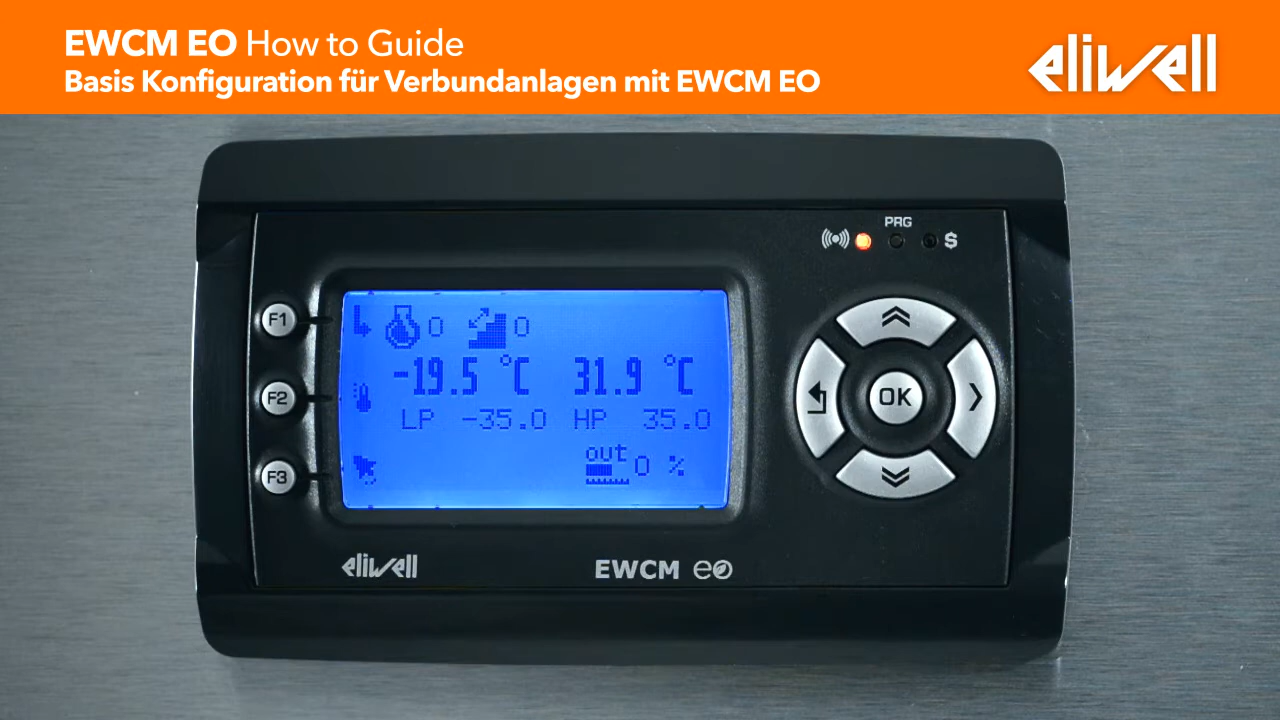 EWCM EO How to Guide
Basis Konfiguration für Verbundanlagen mit EWCM EO
eliwell
PRG
$
F1
0 0
-19.5 °C 31.9 °C
F2
OK
LP -35.0 HP 35.0
out 0 %
F3
eliwell
EWCM eo